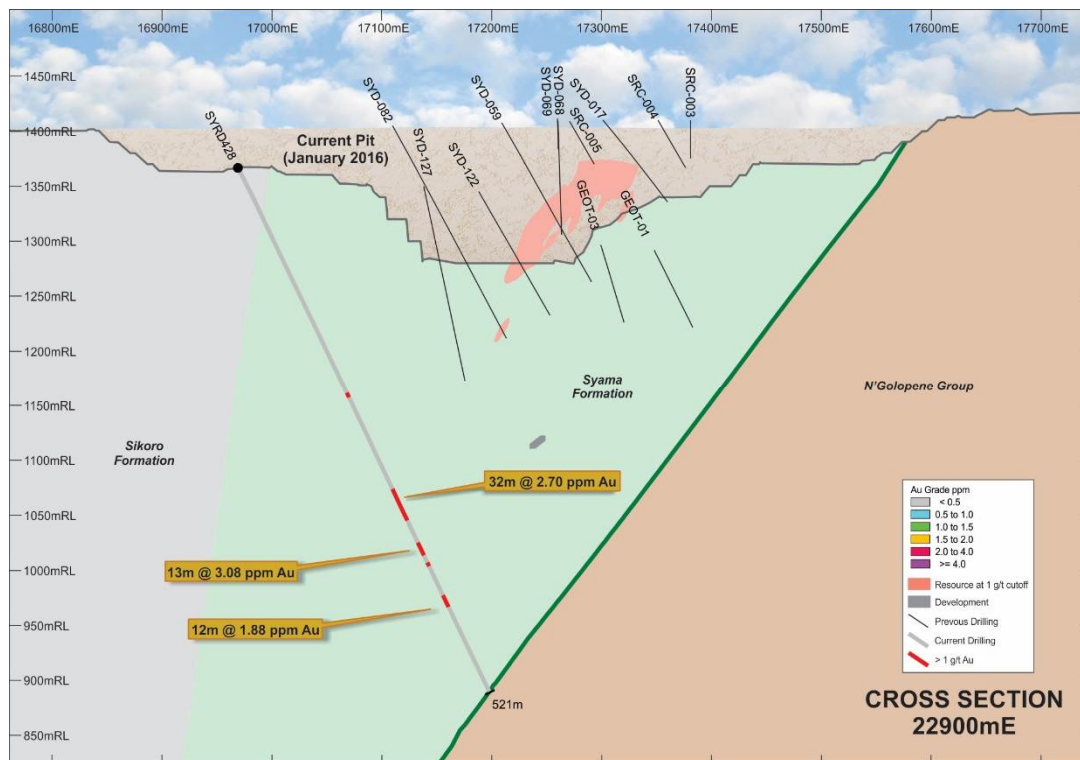 16800mE
16900mE
17000mE
17100mE
17200mE
17300mE
17400mE
17500mE
17600mE
17700mE
1450mRL
1400mRL
1350mRL
1300mRL
1250mRL
1200mRL
1150mRL
1100mRL
1050mRL
1000mRL
950mRL
900mRL
850mRL
SYRD428
Current Pit
(January 2016)
SYD-082
SYD-127
SYD-122
SYD-059
SYD-069
SYD-068
SRC-005
SYD-017
SRC-004
SRC-003
GEOT-03
GEOT-01
Syama
Formation
N'Golopene Group
Sikoro
Formation
32m @ 2.70 ppm Au
13m @ 3.08 ppm Au
12m @ 1.88 ppm Au
521m
Au Grade ppm
< 0.5
0.5 to 1.0
1.0 to 1.5
1.5 to 2.0
2.0 to 4.0
>= 4.0
Resource at 1 g/t cutoff
Development
Prevous Drilling
Current Drilling
> 1 g/t Au
CROSS SECTION
22900mE